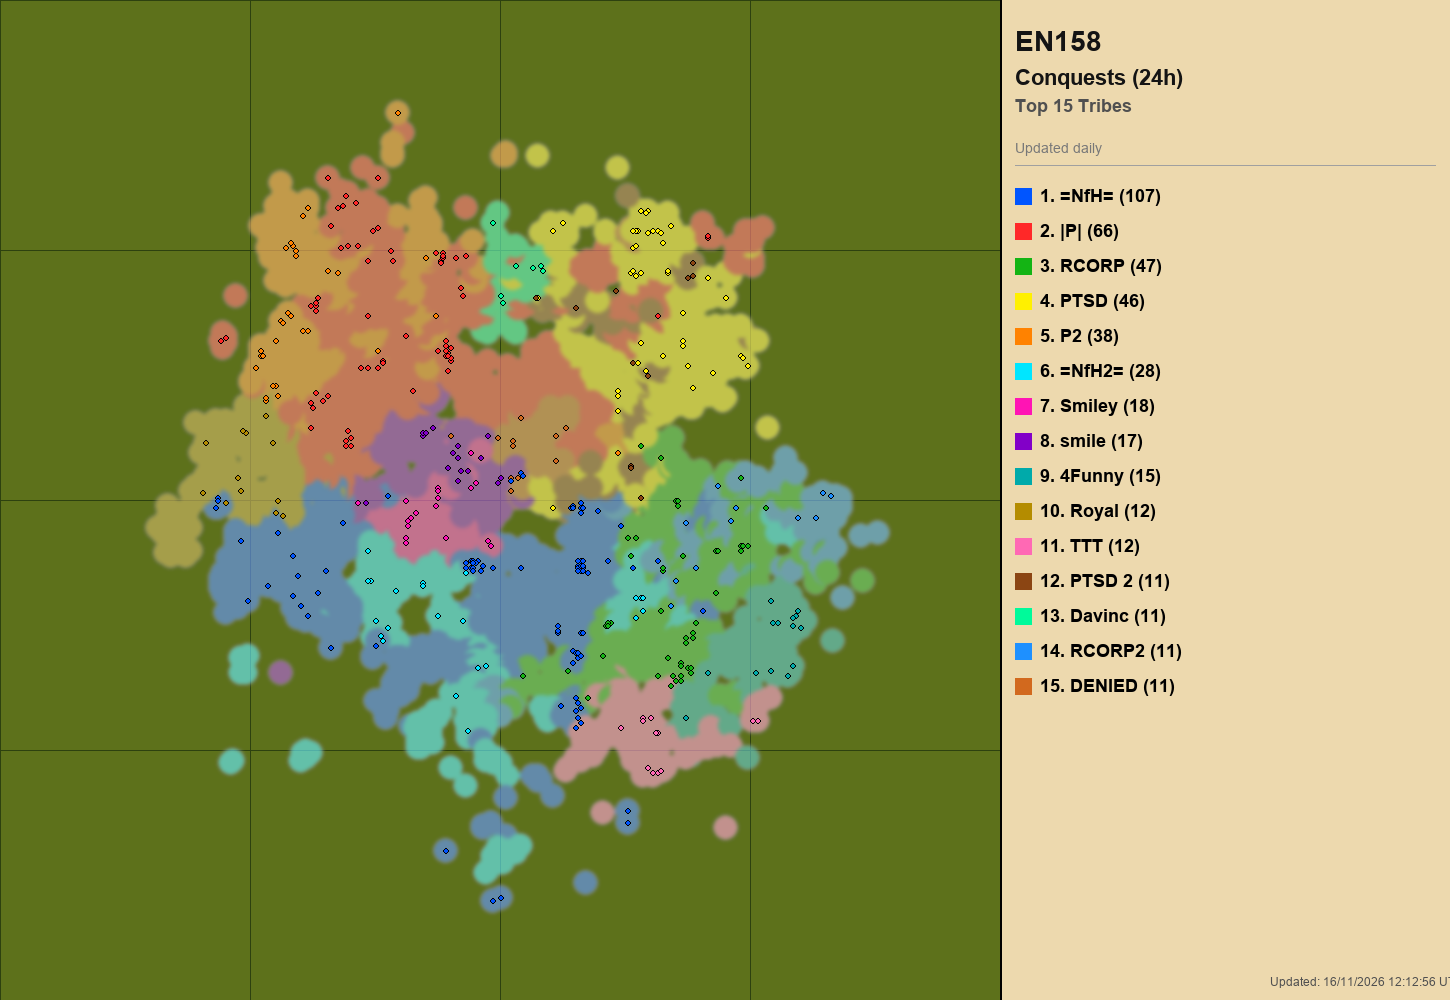 EN158
Conquests (24h)
Top 15 Tribes
Updated daily
1. =NfH= (107)
2. |P| (66)
3. RCORP (47)
4. PTSD (46)
5. P2 (38)
6. =NfH2= (28)
7. Smiley (18)
8. smile (17)
9. 4Funny (15)
10. Royal (12)
11. TTT (12)
12. PTSD 2 (11)
13. Davinc (11)
14. RCORP2 (11)
15. DENIED (11)
Updated: 16/11/2026 12:12:56 U